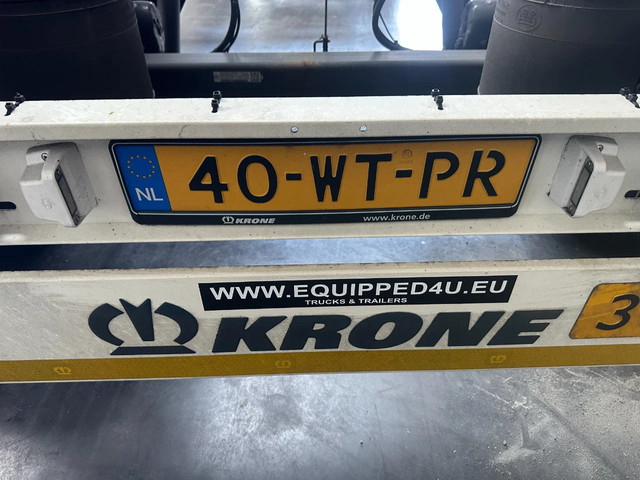 NL 40-WT-PR
KRONE www.krone.de
WWW.EQUIPPED4U.EU
TRUCKS & TRAILERS
KRONE 3